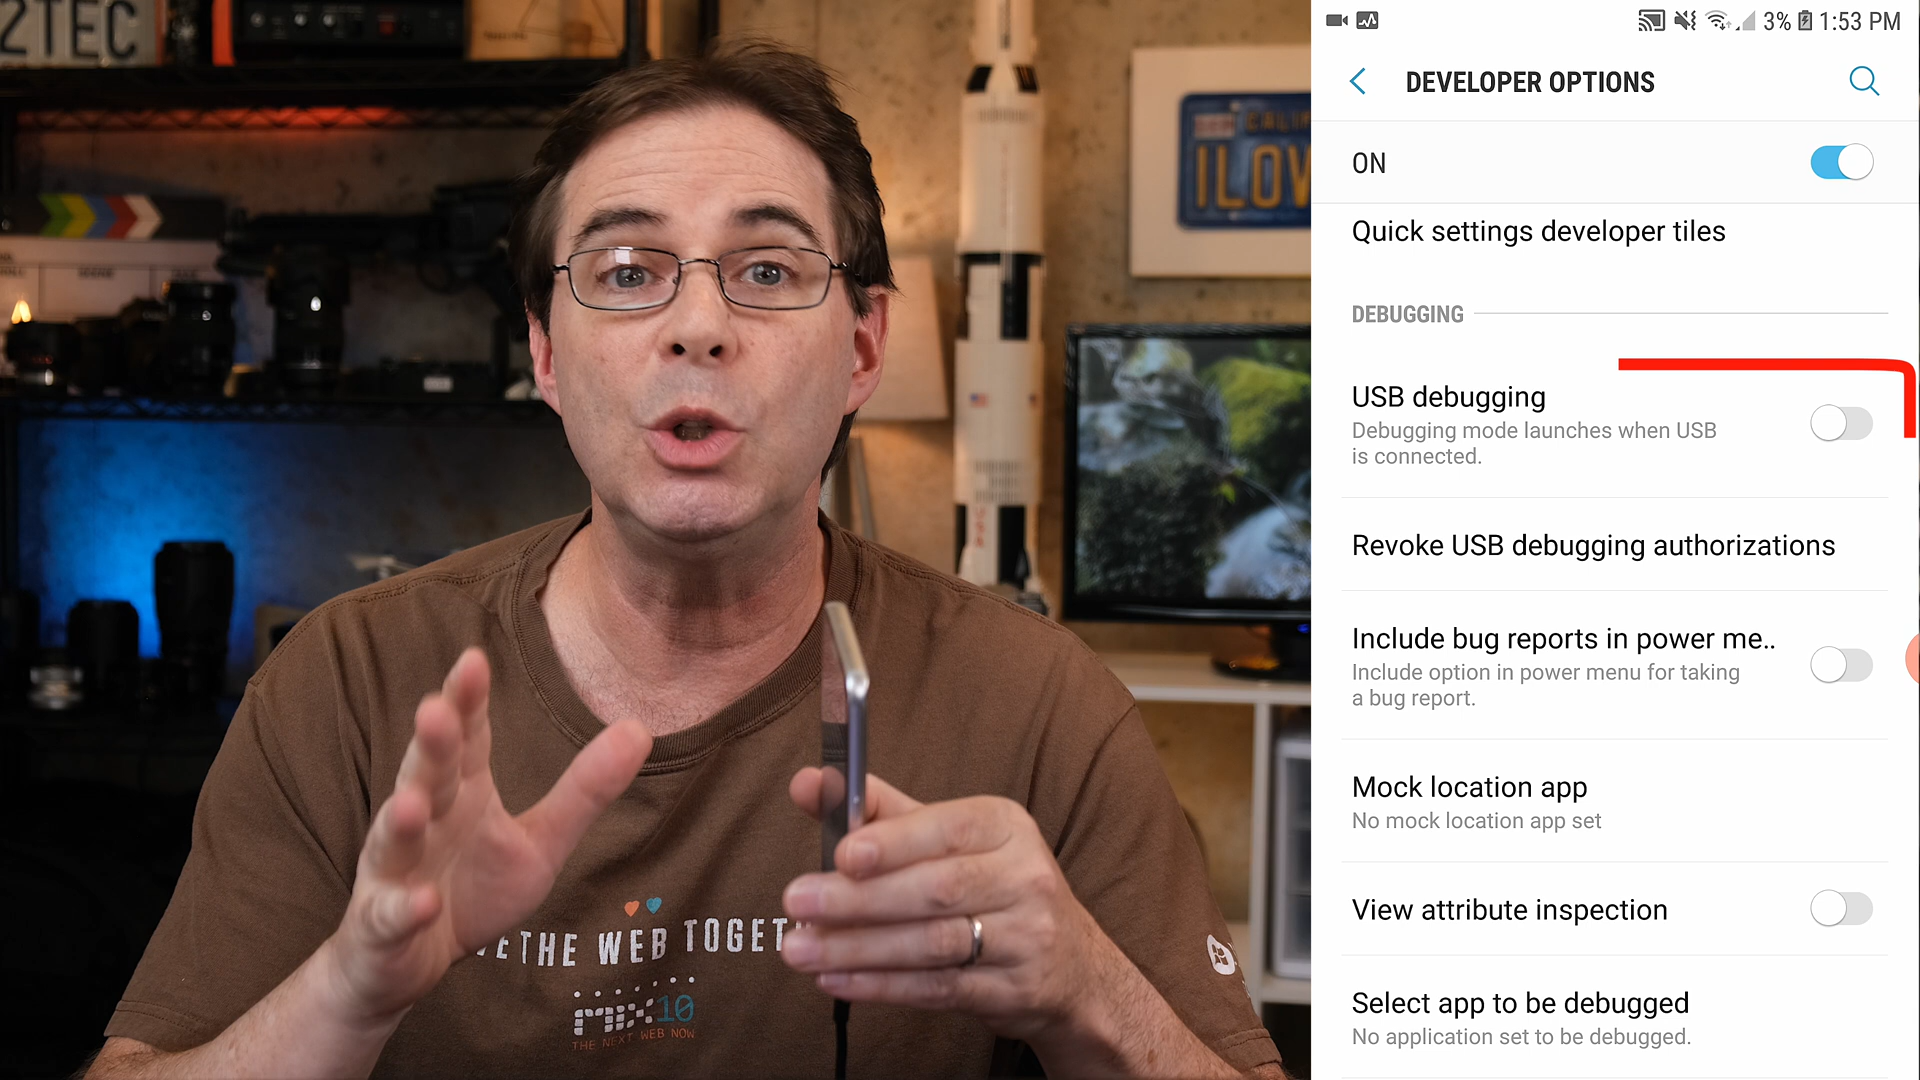 2TEC
CALIF
ILOV
USA
THE WEB TOGET
MIX10
THE NEXT WEB NOW
3% 1:53 PM
DEVELOPER OPTIONS
ON
Quick settings developer tiles
DEBUGGING
USB debugging
Debugging mode launches when USB
is connected.
Revoke USB debugging authorizations
Include bug reports in power me..
Include option in power menu for taking
a bug report.
Mock location app
No mock location app set
View attribute inspection
Select app to be debugged
No application set to be debugged.